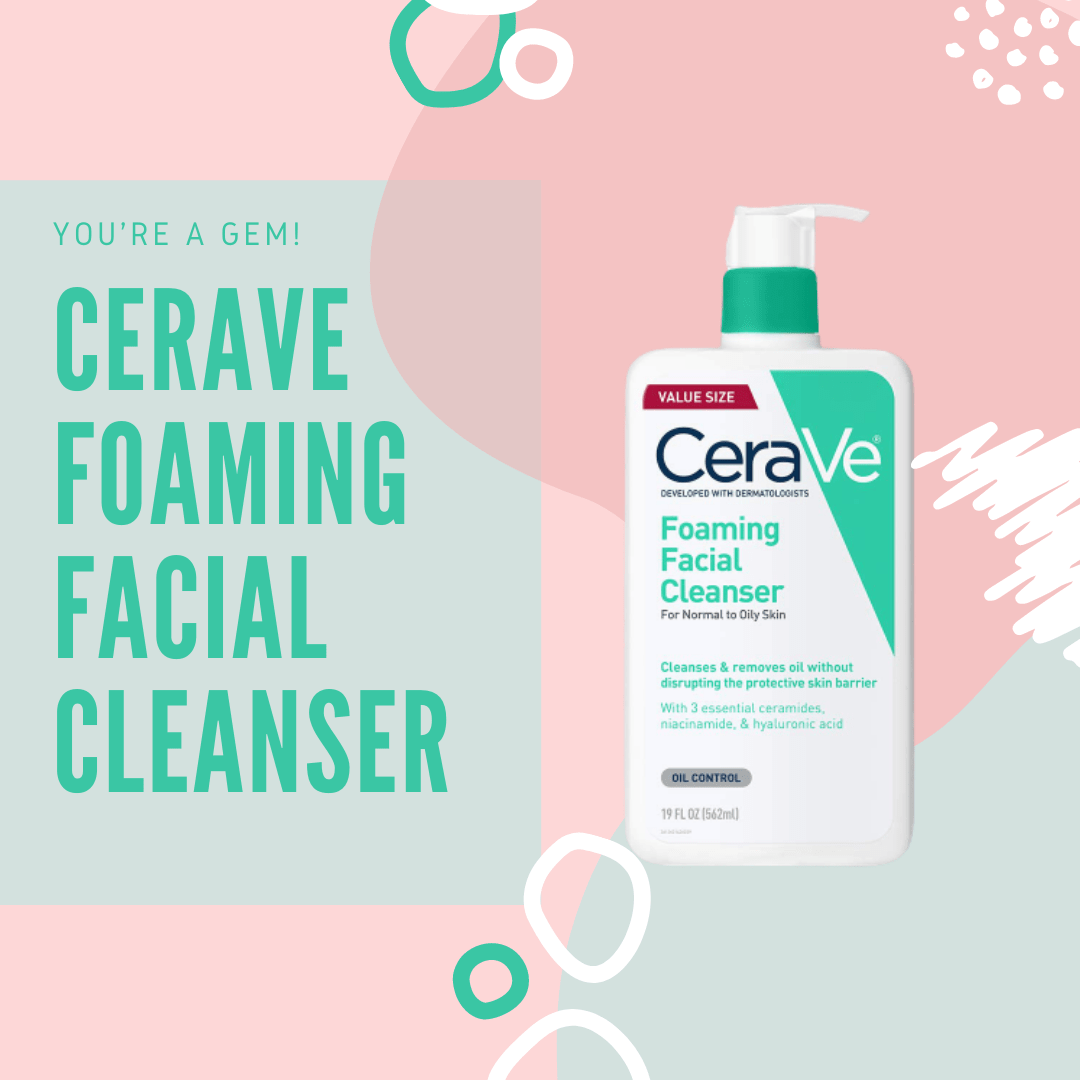 YOU'RE A GEM!
CERAVE
FOAMING
FACIAL
CLEANSER
VALUE SIZE
CeraVe®
DEVELOPED WITH DERMATOLOGISTS
Foaming
Facial
Cleanser
For Normal to Oily Skin
Cleanses & removes oil without
disrupting the protective skin barrier
With 3 essential ceramides,
niacinamide, & hyaluronic acid
OIL CONTROL
19 FL OZ (562ml)